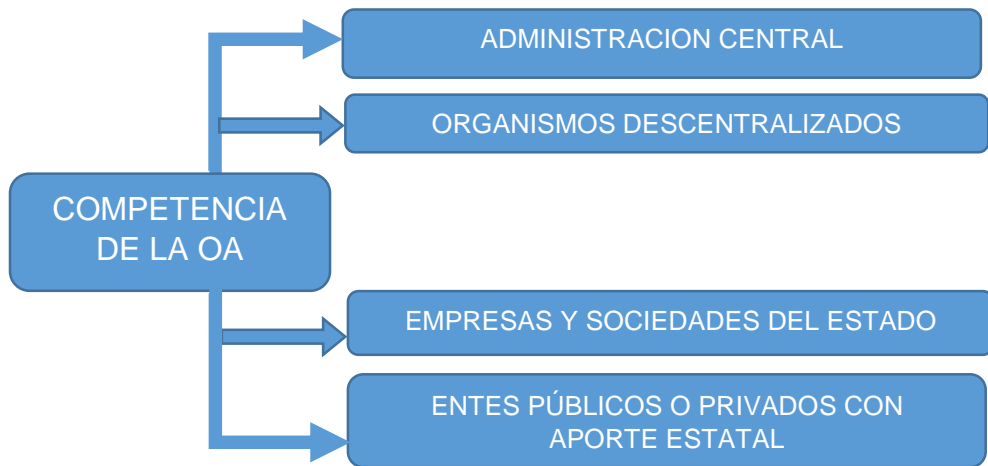 ADMINISTRACION CENTRAL
ORGANISMOS DESCENTRALIZADOS
COMPETENCIA
DE LA OA
EMPRESAS Y SOCIEDADES DEL ESTADO
ENTES PÚBLICOS O PRIVADOS CON
APORTE ESTATAL